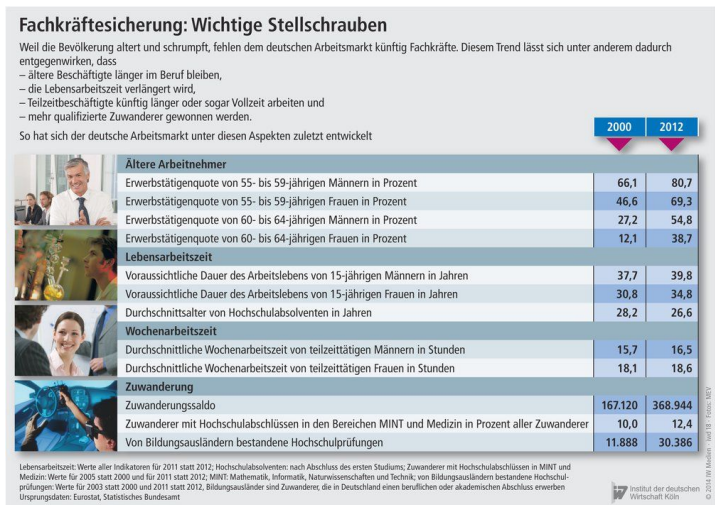 Fachkräftesicherung: Wichtige Stellschrauben
Weil die Bevölkerung altert und schrumpft, fehlen dem deutschen Arbeitsmarkt künftig Fachkräfte. Diesem Trend lässt sich unter anderem dadurch
entgegenwirken, dass
– ältere Beschäftigte länger im Beruf bleiben,
– die Lebensarbeitszeit verlängert wird,
– Teilzeitbeschäftigte künftig länger oder sogar Vollzeit arbeiten und
– mehr qualifizierte Zuwanderer gewonnen werden.
So hat sich der deutsche Arbeitsmarkt unter diesen Aspekten zuletzt entwickelt
2000 2012
Ältere Arbeitnehmer
Erwerbstätigenquote von 55- bis 59-jährigen Männern in Prozent 66,1 80,7
Erwerbstätigenquote von 55- bis 59-jährigen Frauen in Prozent 46,6 69,3
Erwerbstätigenquote von 60- bis 64-jährigen Männern in Prozent 27,2 54,8
Erwerbstätigenquote von 60- bis 64-jährigen Frauen in Prozent 12,1 38,7
Lebensarbeitszeit
Voraussichtliche Dauer des Arbeitslebens von 15-jährigen Männern in Jahren 37,7 39,8
Voraussichtliche Dauer des Arbeitslebens von 15-jährigen Frauen in Jahren 30,8 34,8
Durchschnittsalter von Hochschulabsolventen in Jahren 28,2 26,6
Wochenarbeitszeit
Durchschnittliche Wochenarbeitszeit von teilzeittätigen Männern in Stunden 15,7 16,5
Durchschnittliche Wochenarbeitszeit von teilzeittätigen Frauen in Stunden 18,1 18,6
Zuwanderung
Zuwanderungssaldo 167.120 368.944
Zuwanderer mit Hochschulabschlüssen in den Bereichen MINT und Medizin in Prozent aller Zuwanderer 10,0 12,4
Von Bildungsausländern bestandene Hochschulprüfungen 11.888 30.386
Lebensarbeitszeit: Werte aller Indikatoren für 2011 statt 2012; Hochschulabsolventen: nach Abschluss des ersten Studiums; Zuwanderer mit Hochschulabschlüssen in MINT und
Medizin: Werte für 2005 statt 2000 und für 2011 statt 2012; MINT: Mathematik, Informatik, Naturwissenschaften und Technik; von Bildungsausländern bestandene Hochschul-
prüfungen: Werte für 2003 statt 2000 und 2011 statt 2012, Bildungsausländer sind Zuwanderer, die in Deutschland einen beruflichen oder akademischen Abschluss erwerben
Ursprungsdaten: Eurostat, Statistisches Bundesamt
iw Institut der deutschen
Wirtschaft Köln
© 2014 IW Medien · iwd 18 · Fotos: MEV